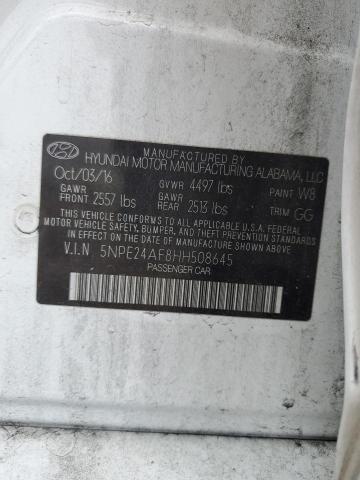 MANUFACTURED BY
HYUNDAI MOTOR MANUFACTURING ALABAMA, LLC
Oct/03/16 GVWR 4497 lbs PAINT W8
GAWR FRONT 2557 lbs GAWR REAR 2513 lbs TRIM GG
THIS VEHICLE CONFORMS TO ALL APPLICABLE U.S.A. FEDERAL
MOTOR VEHICLE SAFETY, BUMPER, AND THEFT PREVENTION
STANDARDS IN EFFECT ON THE DATE OF MANUFACTURE SHOWN ABOVE.
V.I.N 5NPE24AF8HH508645
PASSENGER CAR